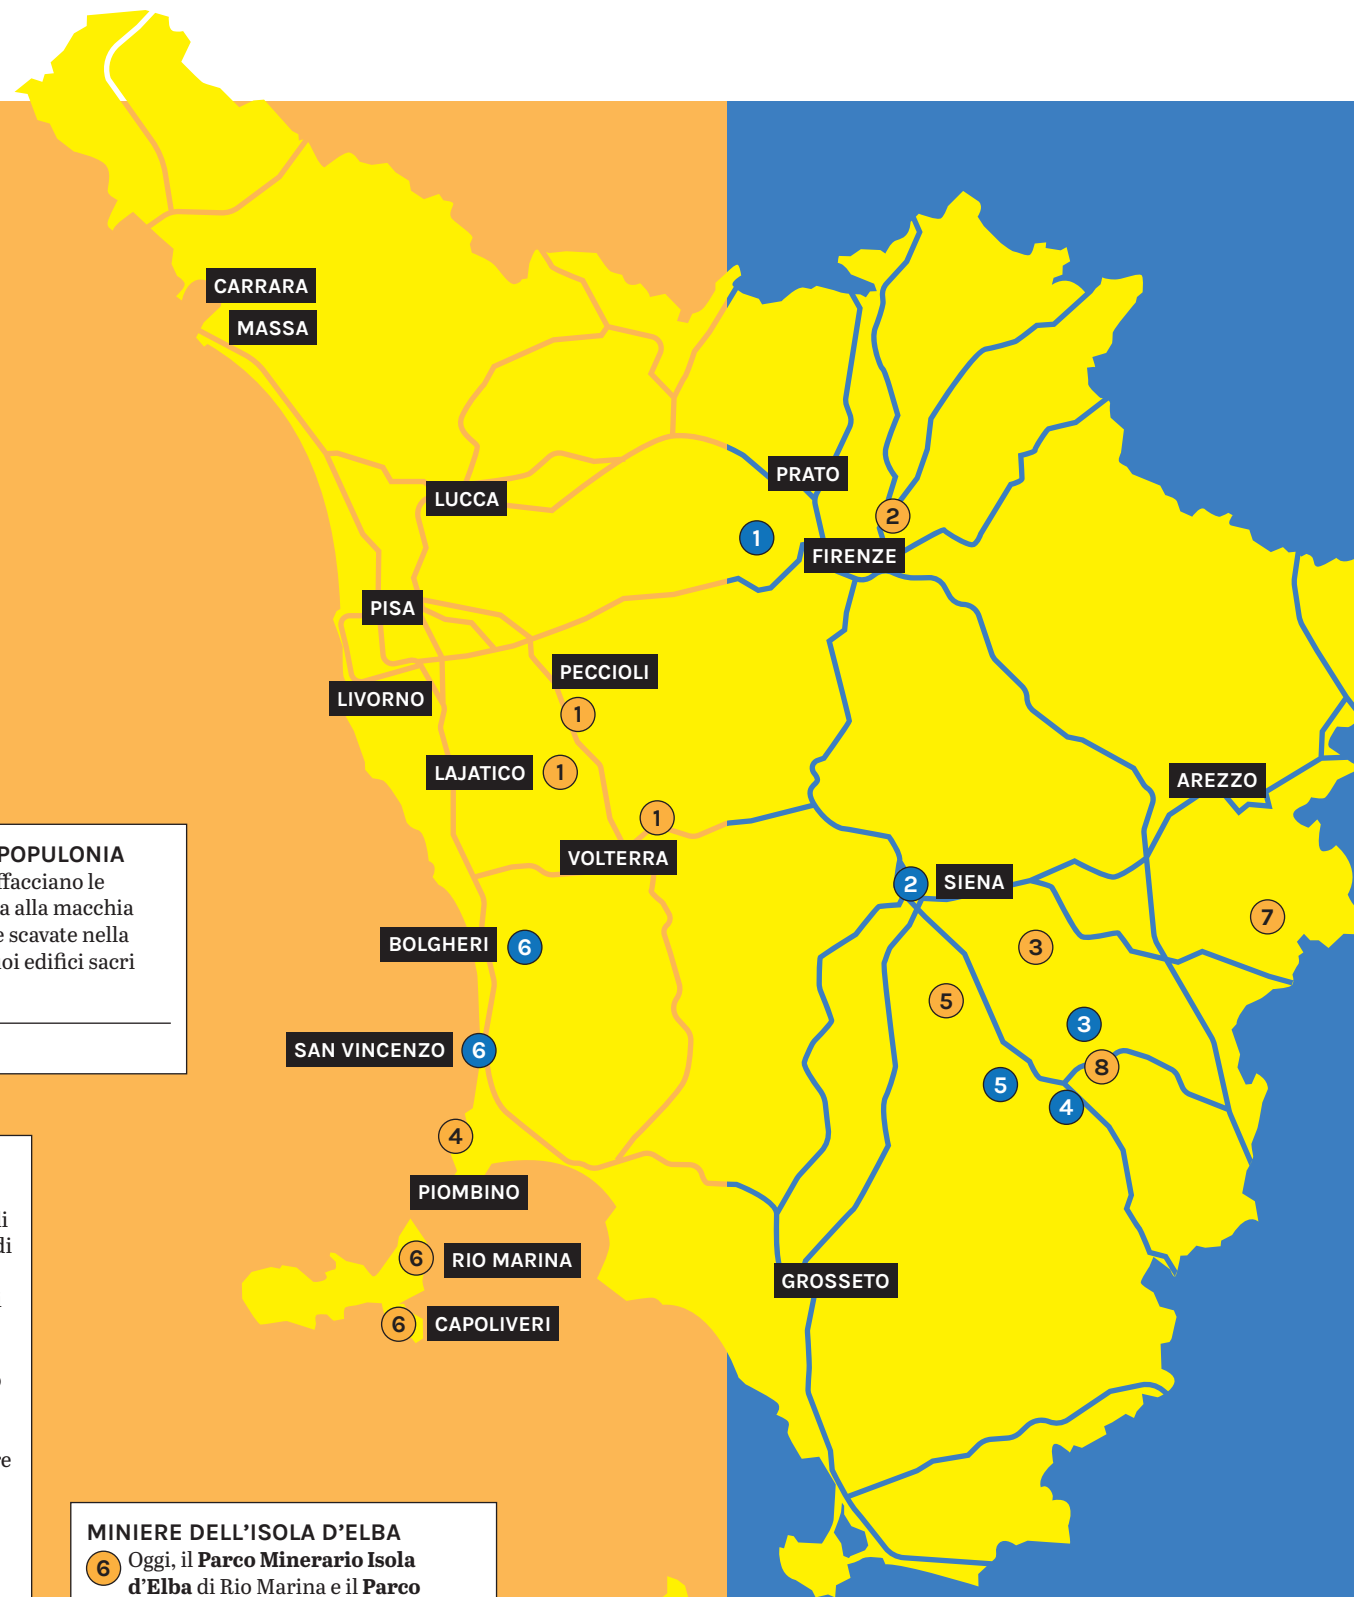 CARRARA
MASSA
PRATO
LUCCA
2
1
FIRENZE
PISA
PECCIOLI
LIVORNO
1
LAJATICO
1
AREZZO
1
VOLTERRA
2
SIENA
7
BOLGHERI
6
3
5
3
SAN VINCENZO
6
8
5
4
4
PIOMBINO
6
RIO MARINA
GROSSETO
6
CAPOLIVERI
POPULONIA
ffacciano le
a alla macchia
e scavate nella
oi edifici sacri
li
di
e
MINIERE DELL'ISOLA D'ELBA
6 Oggi, il Parco Minerario Isola
d'Elba di Rio Marina e il Parco